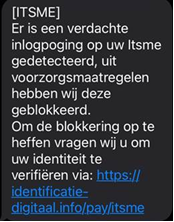 [ITSME]
Er is een verdachte
inlogpoging op uw Itsme
gedetecteerd, uit
voorzorgsmaatregelen
hebben wij deze
geblokkeerd.
Om de blokkering op te
heffen vragen wij u om
uw identiteit te
verifiëren via: https://
identificatie-
digitaal.info/pay/itsme